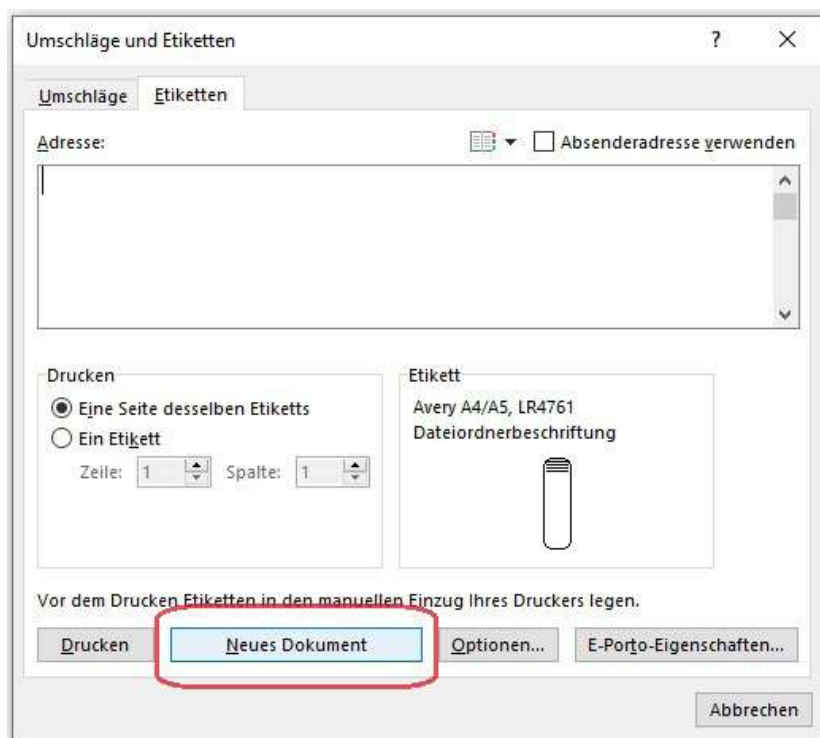 Umschläge und Etiketten ? ×
Umschläge Etiketten
Adresse: Absenderadresse verwenden
Drucken
Eine Seite desselben Etiketts
Ein Etikett
Zeile: 1 Spalte: 1
Etikett
Avery A4/A5, LR4761
Dateiordnerbeschriftung
Vor dem Drucken Etiketten in den manuellen Einzug Ihres Druckers legen.
Drucken Neues Dokument Optionen... E-Porto-Eigenschaften...
Abbrechen